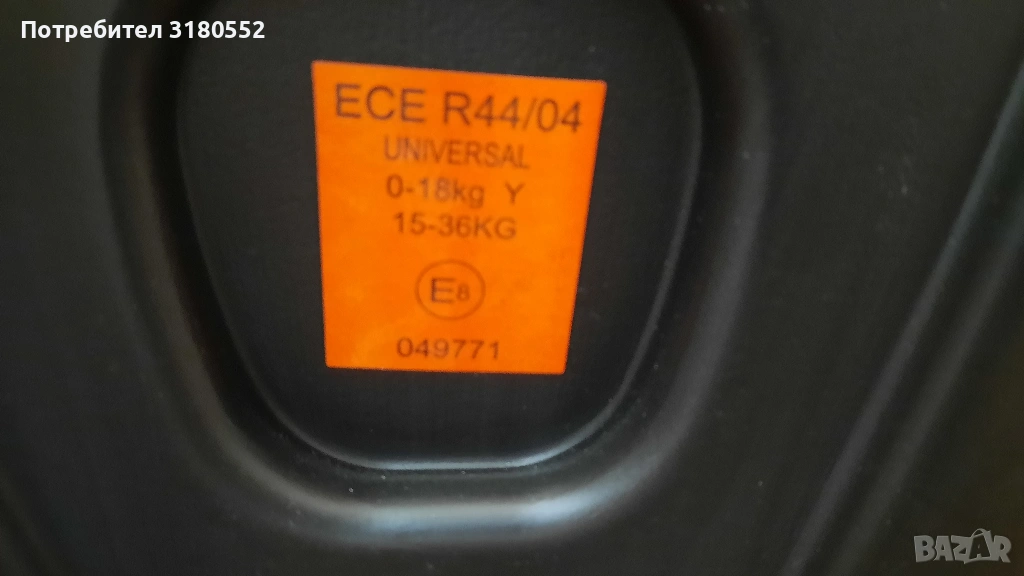 Потребител 3180552
ECE R44/04
UNIVERSAL
0-18kg Y
15-36KG
E8
049771
BAZAR